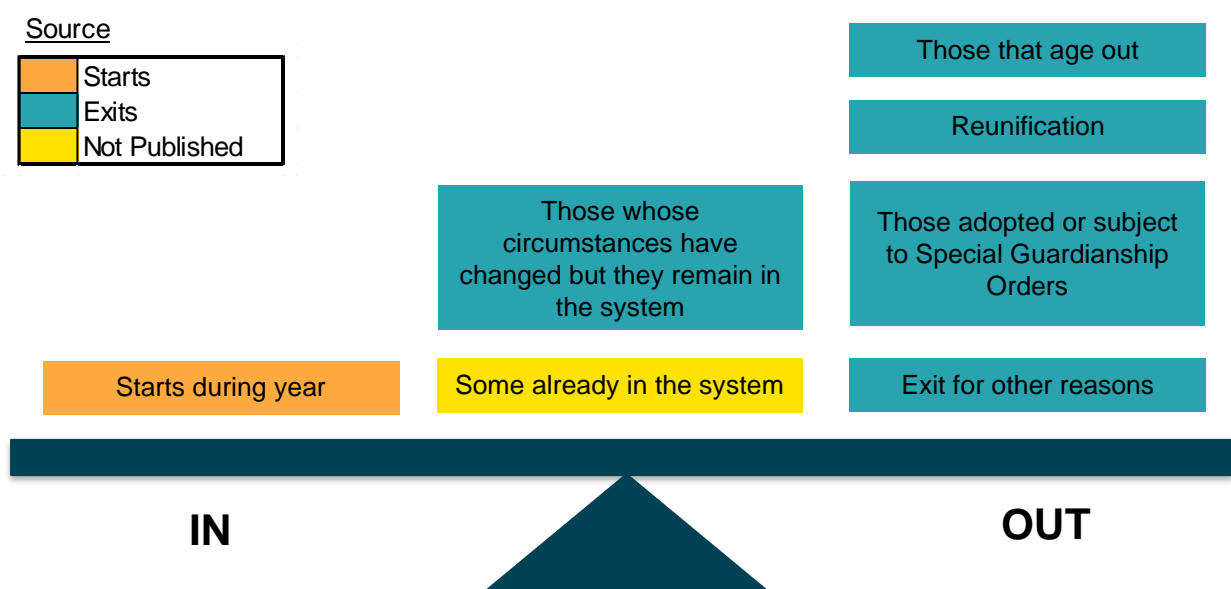 Source
Starts
Exits
Not Published
Those that age out
Reunification
Those whose
circumstances have
changed but they remain in
the system
Those adopted or subject
to Special Guardianship
Orders
Starts during year
Some already in the system
Exit for other reasons
IN
OUT